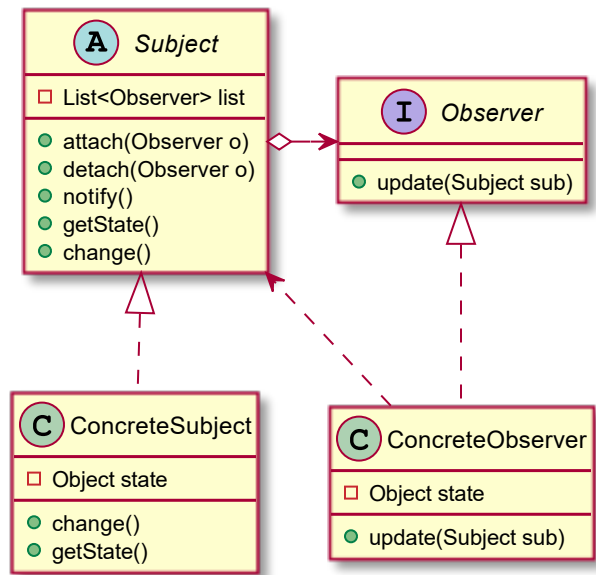 A Subject
List<Observer> list
attach(Observer o)
detach(Observer o)
notify()
getState()
change()
I Observer
update(Subject sub)
C ConcreteSubject
Object state
change()
getState()
C ConcreteObserver
Object state
update(Subject sub)